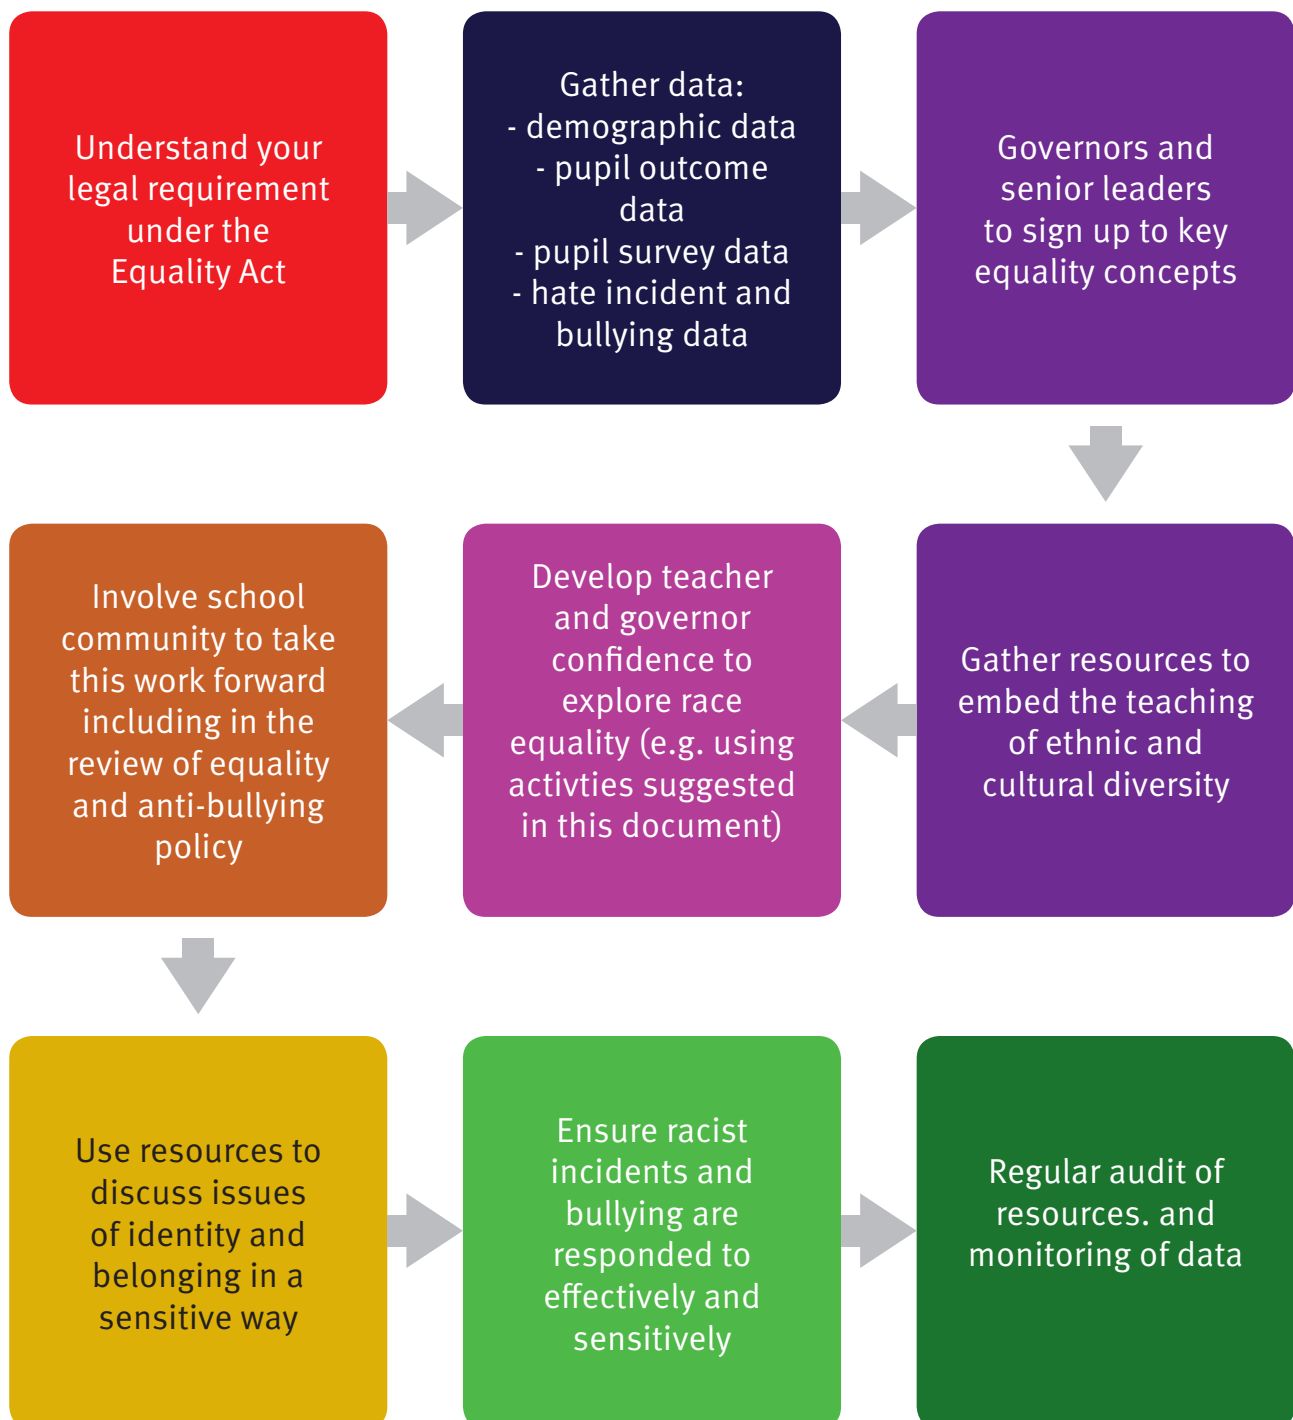 Understand your
legal requirement
under the
Equality Act
Gather data:
- demographic data
- pupil outcome
data
- pupil survey data
- hate incident and
bullying data
Governors and
senior leaders
to sign up to key
equality concepts
Gather resources to
embed the teaching
of ethnic and
cultural diversity
Develop teacher
and governor
confidence to
explore race
equality (e.g. using
activties suggested
in this document)
Involve school
community to take
this work forward
including in the
review of equality
and anti-bullying
policy
Use resources to
discuss issues
of identity and
belonging in a
sensitive way
Ensure racist
incidents and
bullying are
responded to
effectively and
sensitively
Regular audit of
resources. and
monitoring of data